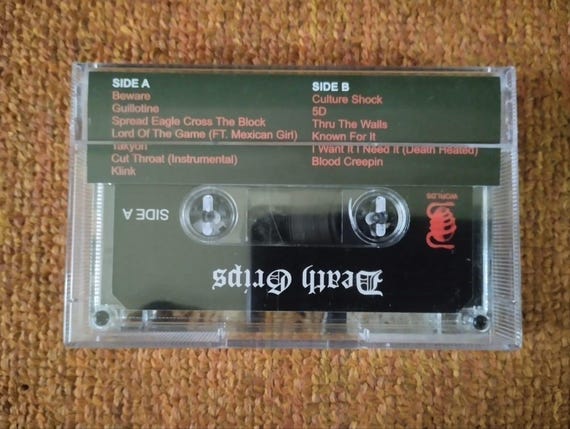 SIDE A
Beware
Guillotine
Spread Eagle Cross The Block
Lord Of The Game (FT. Mexican Girl)
Takyon
Cut Throat (Instrumental)
Klink
SIDE B
Culture Shock
5D
Thru The Walls
Known For It
I Want It I Need It (Death Heated)
Blood Creepin
SIDE A
WORLDS
Death Grips